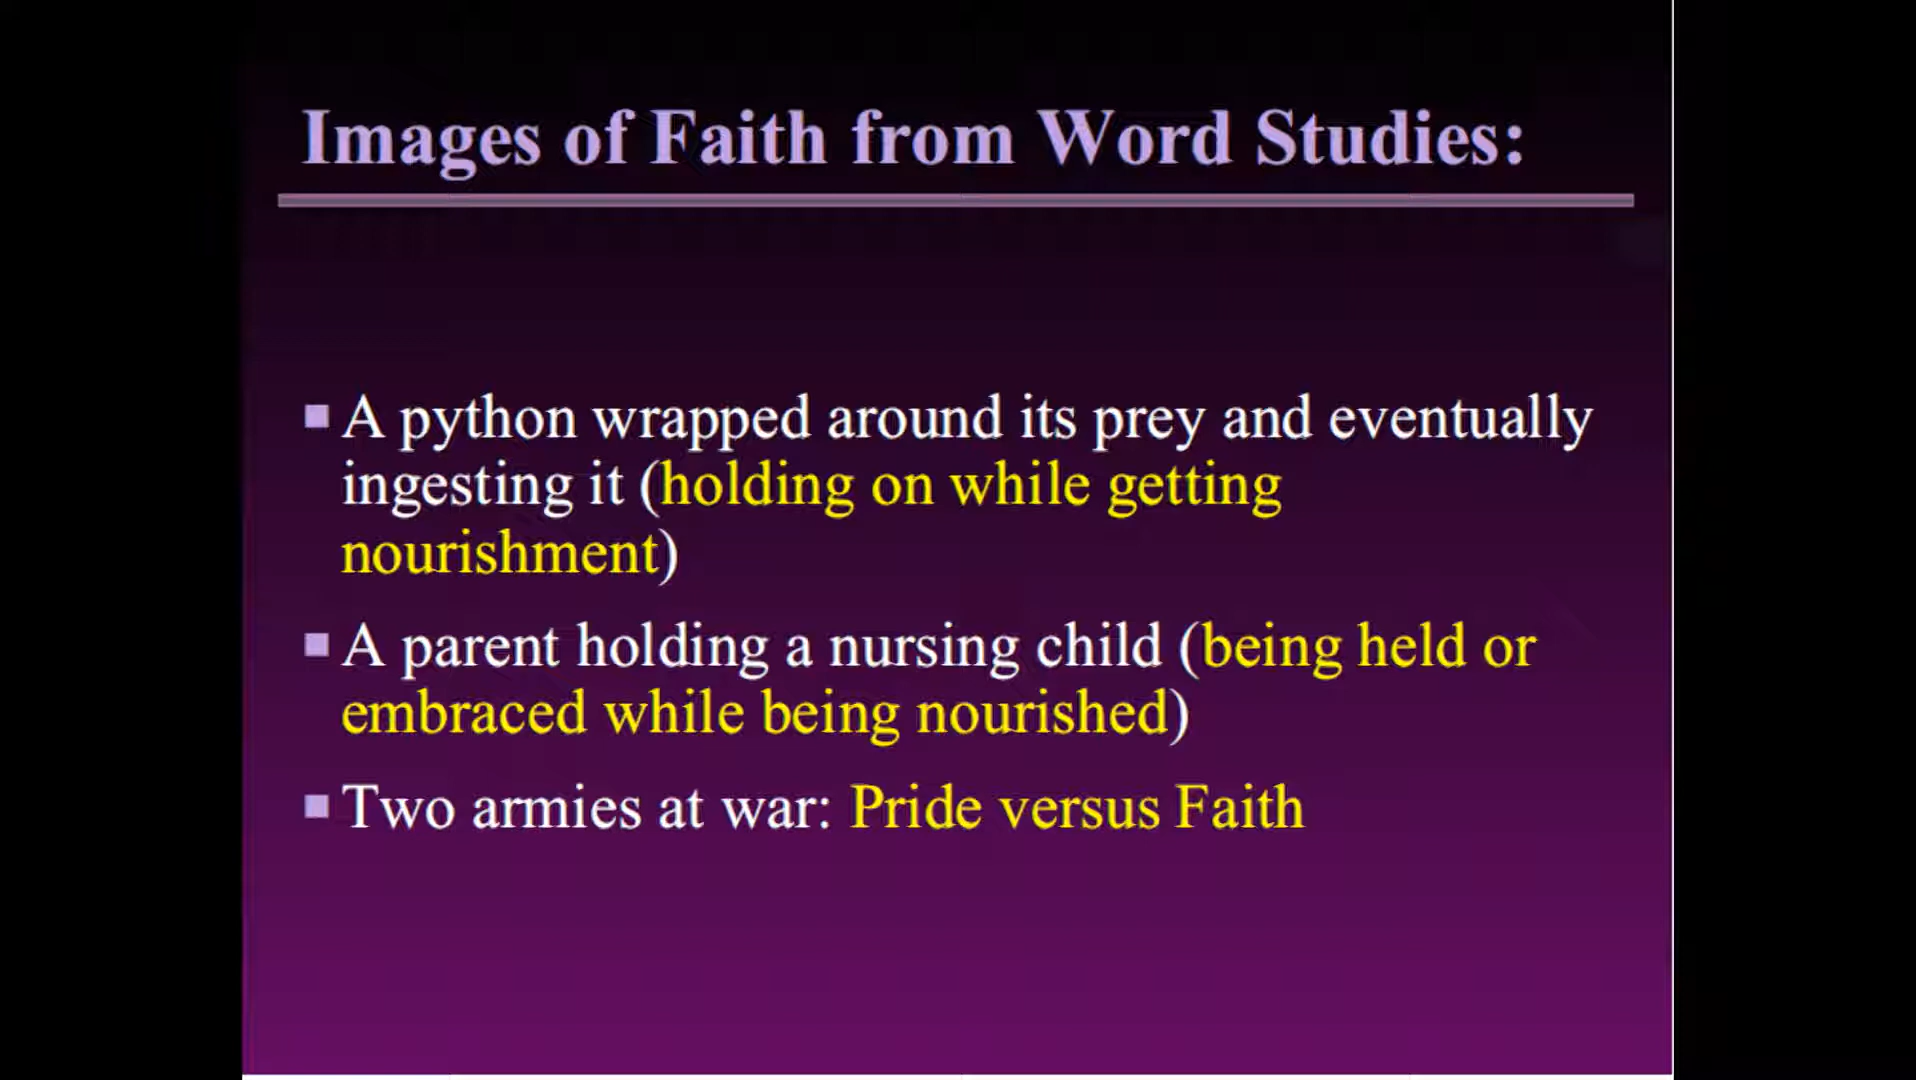 Images of Faith from Word Studies:
A python wrapped around its prey and eventually
ingesting it (holding on while getting
nourishment)
A parent holding a nursing child (being held or
embraced while being nourished)
Two armies at war: Pride versus Faith